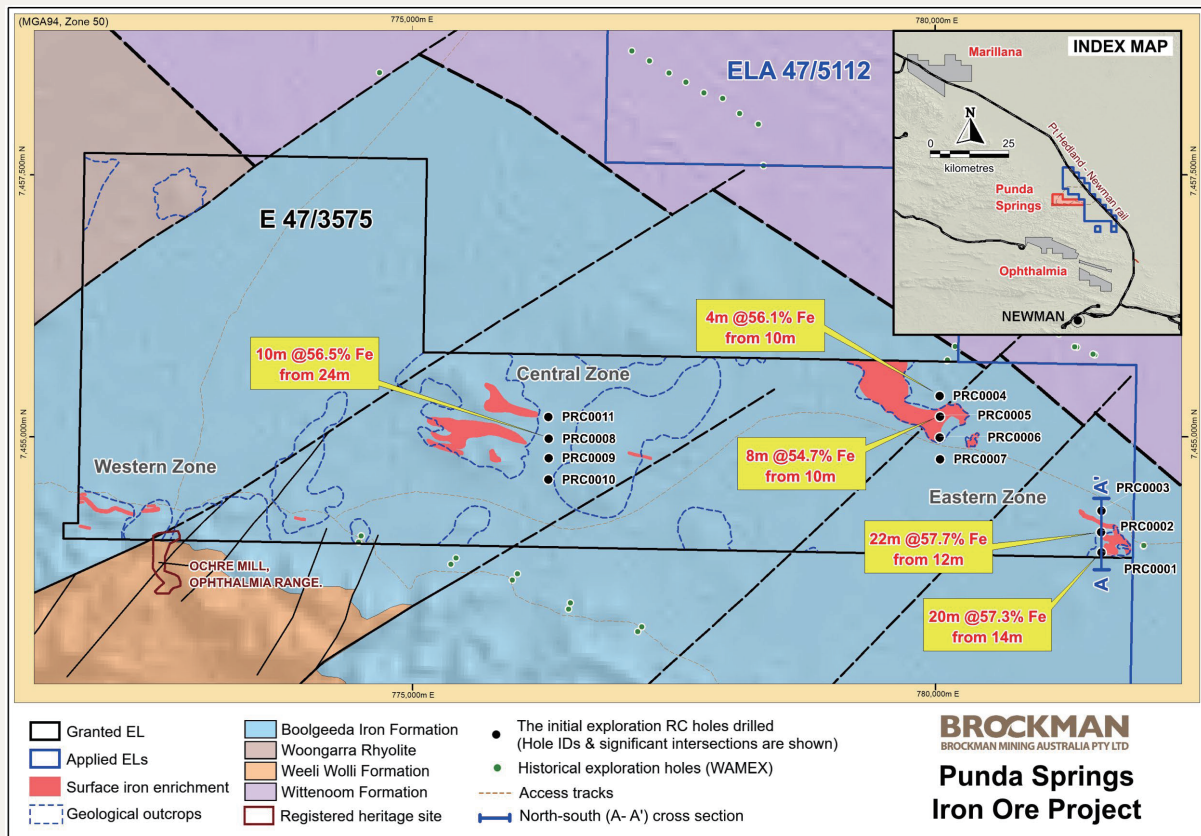 (MGA94, Zone 50)
775,000m E
780,000m E
7,457,500m N
7,457,500m N
7,455,000m N
7,455,000m N
775,000m E
780,000m E
ELA 47/5112
E 47/3575
INDEX MAP
Marillana
N
0 25
kilometres
Pt Hedland - Newman rail
Punda
Springs
Ophthalmia
NEWMAN
4m @56.1% Fe
from 10m
10m @56.5% Fe
from 24m
Central Zone
PRC0011
PRC0008
PRC0009
PRC0010
PRC0004
PRC0005
PRC0006
PRC0007
8m @54.7% Fe
from 10m
Western Zone
Eastern Zone
A'
PRC0003
PRC0002
PRC0001
A
22m @57.7% Fe
from 12m
20m @57.3% Fe
from 14m
OCHRE MILL,
OPHTHALMIA RANGE.
Granted EL
Applied ELs
Surface iron enrichment
Geological outcrops
Boolgeeda Iron Formation
Woongarra Rhyolite
Weeli Wolli Formation
Wittenoom Formation
Registered heritage site
The initial exploration RC holes drilled
(Hole IDs & significant intersections are shown)
Historical exploration holes (WAMEX)
Access tracks
North-south (A- A') cross section
BROCKMAN
BROCKMAN MINING AUSTRALIA PTY LTD
Punda Springs
Iron Ore Project